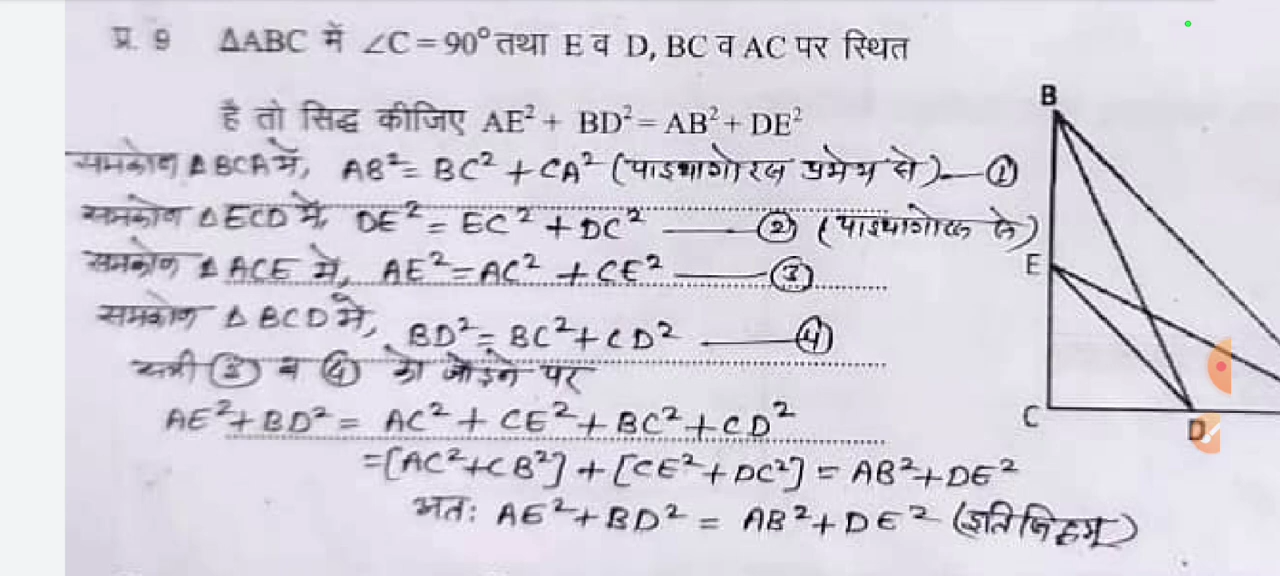 प्र. 9 ΔABC में ∠C = 90° तथा E व D, BC व AC पर स्थित
है तो सिद्ध कीजिए AE² + BD² = AB² + DE²
समकोण ΔBCA में, AB² = BC² + CA² (पाइथागोरस प्रमेय से) — ①
समकोण ΔECD में, DE² = EC² + DC² — ② (पाइथागोरस से)
समकोण ΔACE में, AE² = AC² + CE² — ③
समकोण ΔBCD में, BD² = BC² + CD² — ④
③ व ④ को जोड़ने पर
AE² + BD² = AC² + CE² + BC² + CD²
= [AC² + CB²] + [CE² + DC²] = AB² + DE²
अतः AE² + BD² = AB² + DE² (इति सिद्धम्)
B
E
C
D